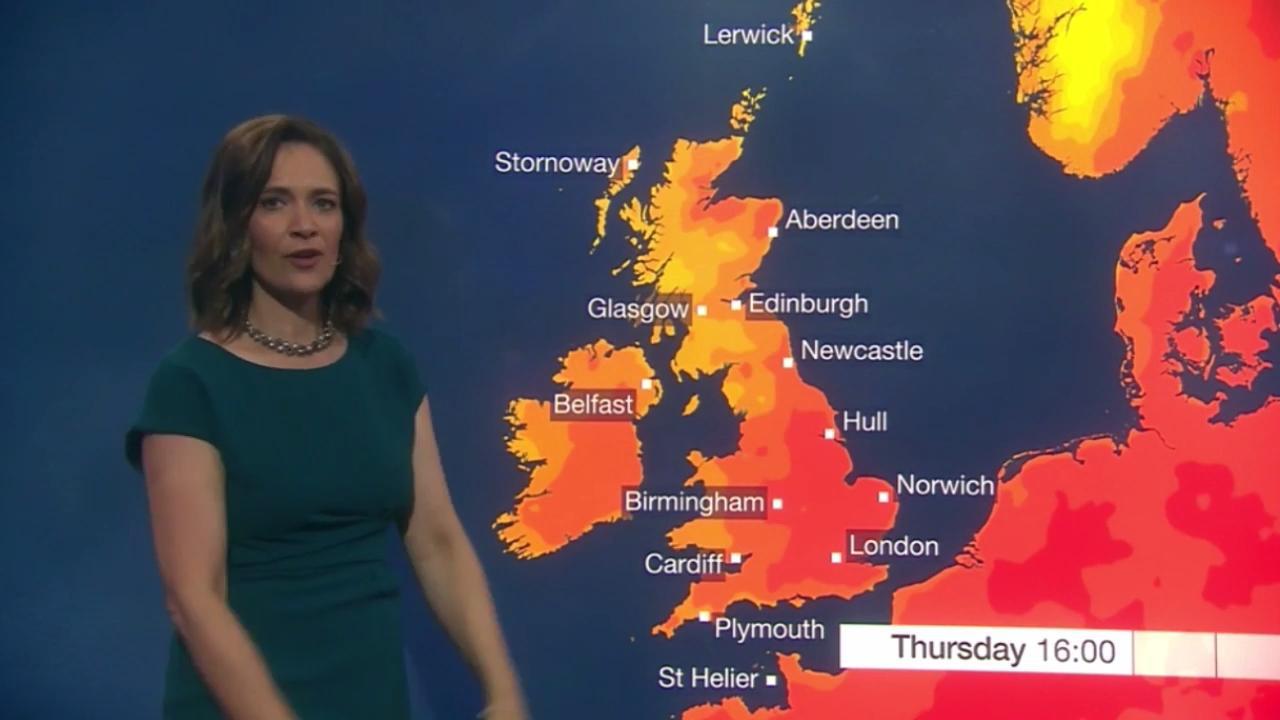 Lerwick
Stornoway
Aberdeen
Glasgow
Edinburgh
Newcastle
Belfast
Hull
Birmingham
Norwich
London
Cardiff
Plymouth
Thursday 16:00
St Helier